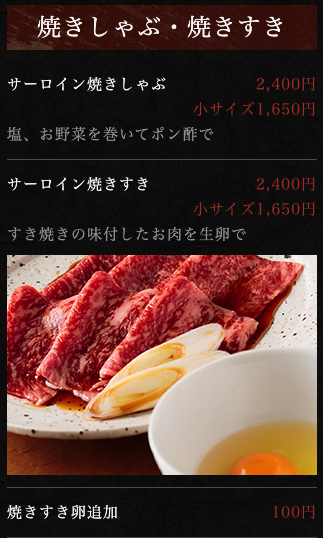 焼きしゃぶ・焼きすき
サーロイン焼きしゃぶ 2,400円
小サイズ1,650円
塩、お野菜を巻いてポン酢で
サーロイン焼きすき 2,400円
小サイズ1,650円
すき焼きの味付したお肉を生卵で
焼きすき卵追加 100円